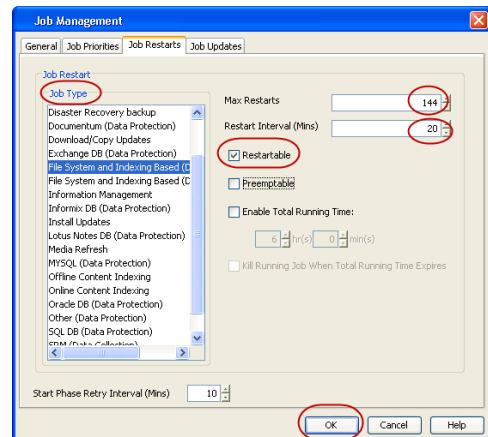 Job Management
General
Job Priorities
Job Restarts
Job Updates
Job Restart
Job Type
Disaster Recovery backup
Documentum (Data Protection)
Download/Copy Updates
Exchange DB (Data Protection)
File System and Indexing Based (D
File System and Indexing Based (D
Information Management
Informix DB (Data Protection)
Install Updates
Lotus Notes DB (Data Protection)
Media Refresh
MYSQL (Data Protection)
Offline Content Indexing
Online Content Indexing
Oracle DB (Data Protection)
Other (Data Protection)
SQL DB (Data Protection)
SRM (Data Collection)
Max Restarts
144
Restart Interval (Mins)
20
Restartable
Preemptable
Enable Total Running Time:
6 hr(s) 0 min(s)
Kill Running Job When Total Running Time Expires
Start Phase Retry Interval (Mins)
10
OK
Cancel
Help